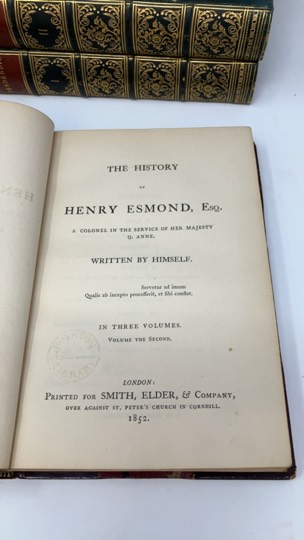 THE HISTORY
OF
HENRY ESMOND, ESQ.
A COLONEL IN THE SERVICE OF HER MAJESTY
Q. ANNE.
WRITTEN BY HIMSELF.
Servetur ad imum
Qualis ab incepto processerit, et sibi constet.
IN THREE VOLUMES.
VOLUME THE SECOND.
LONDON:
PRINTED FOR SMITH, ELDER, & COMPANY,
OVER AGAINST ST. PETER'S CHURCH IN CORNHILL.
1852.